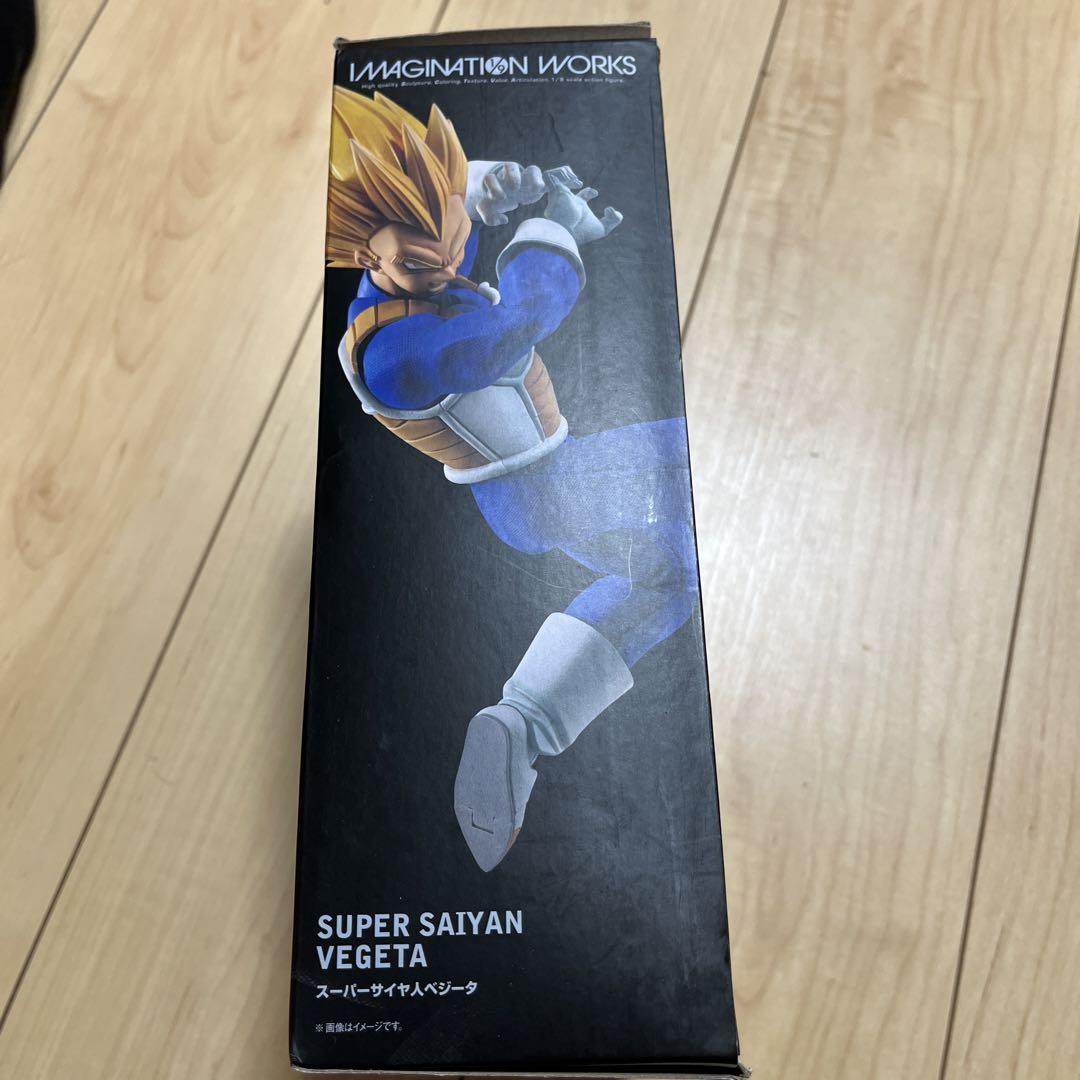 IMAGINATION WORKS
1/9
High quality Sculpture, Coloring, Texture, Value, Articulation, 1/9 scale action figure.
SUPER SAIYAN
VEGETA
スーパーサイヤ人ベジータ
※画像はイメージです。